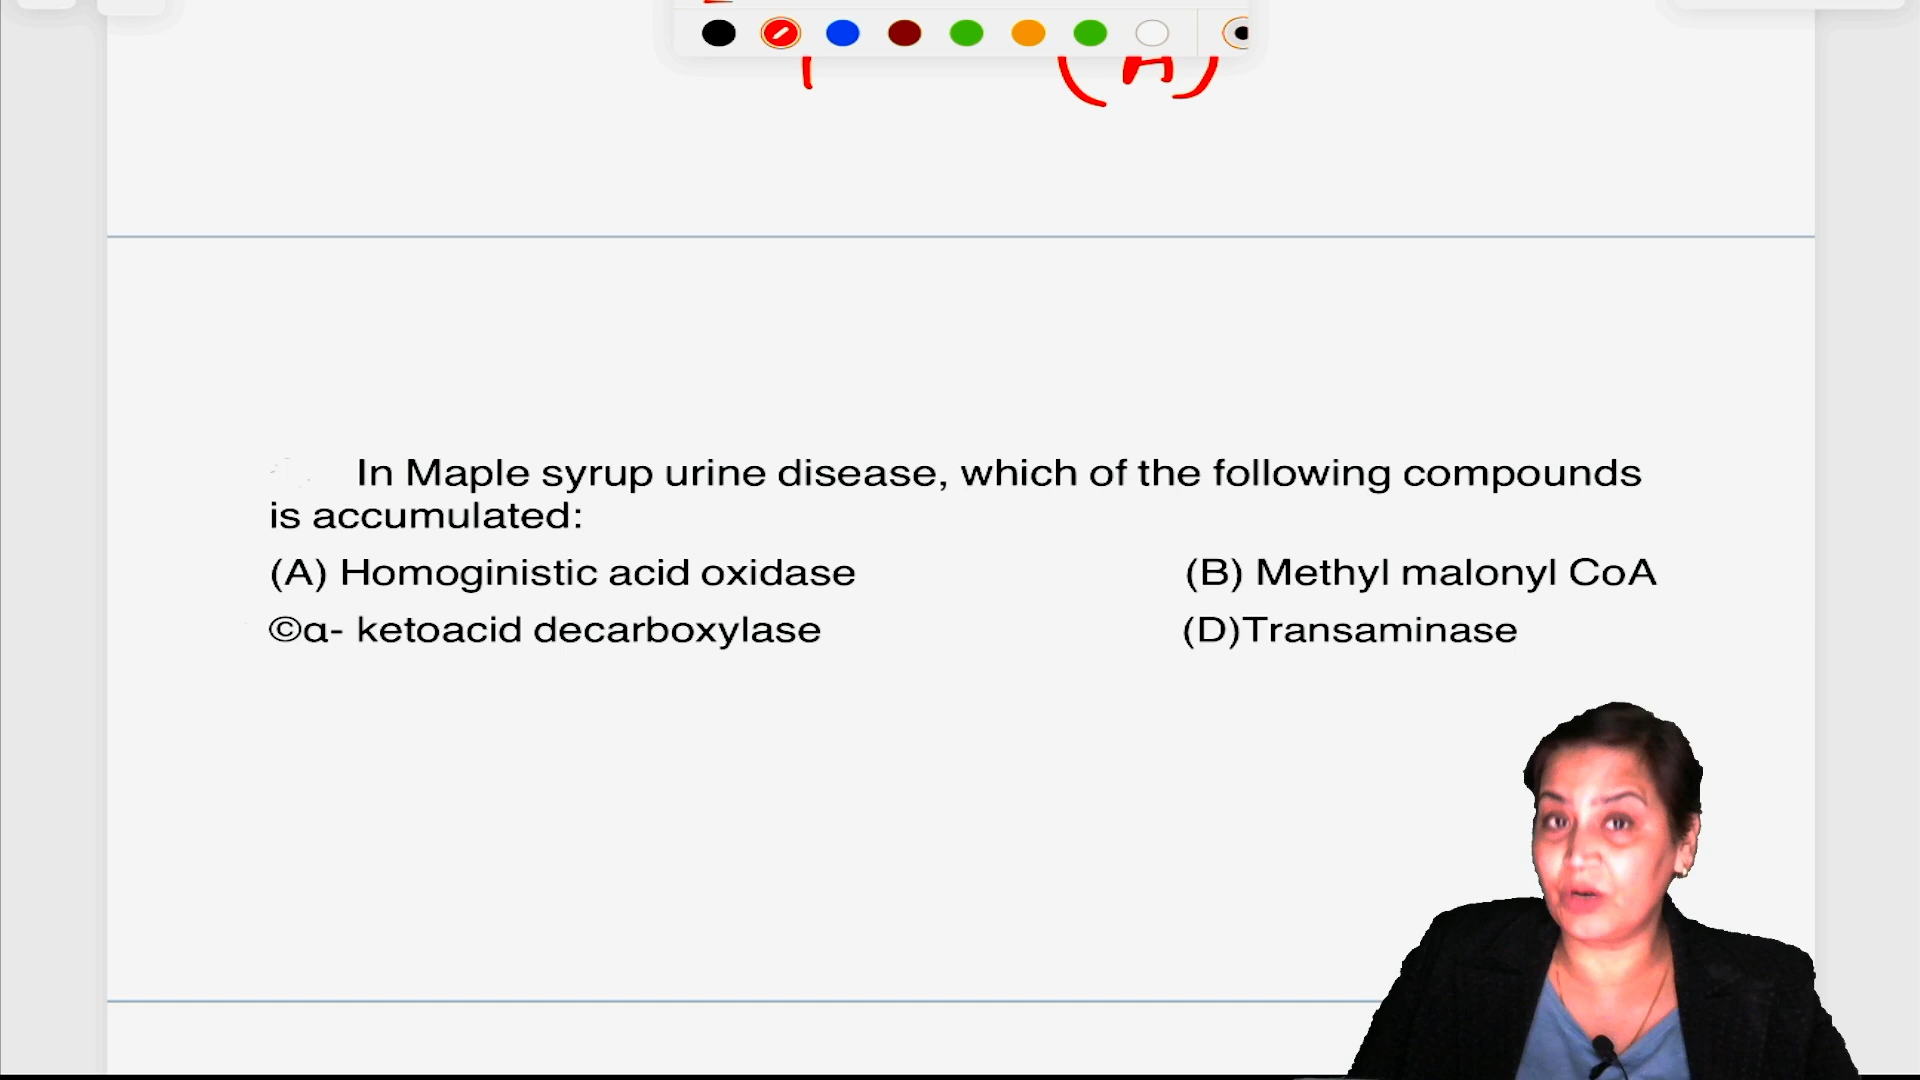 (A)
In Maple syrup urine disease, which of the following compounds
is accumulated:
(A) Homoginistic acid oxidase (B) Methyl malonyl CoA
©α- ketoacid decarboxylase (D)Transaminase